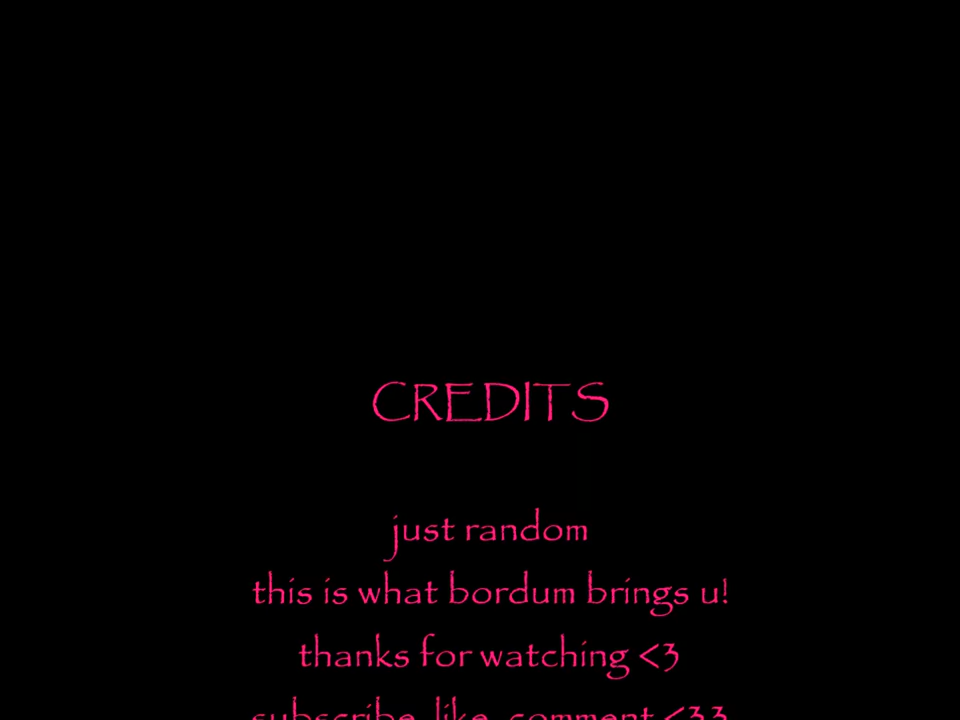 CREDITS
just random
this is what bordum brings u!
thanks for watching <3
subscribe, like, comment <33